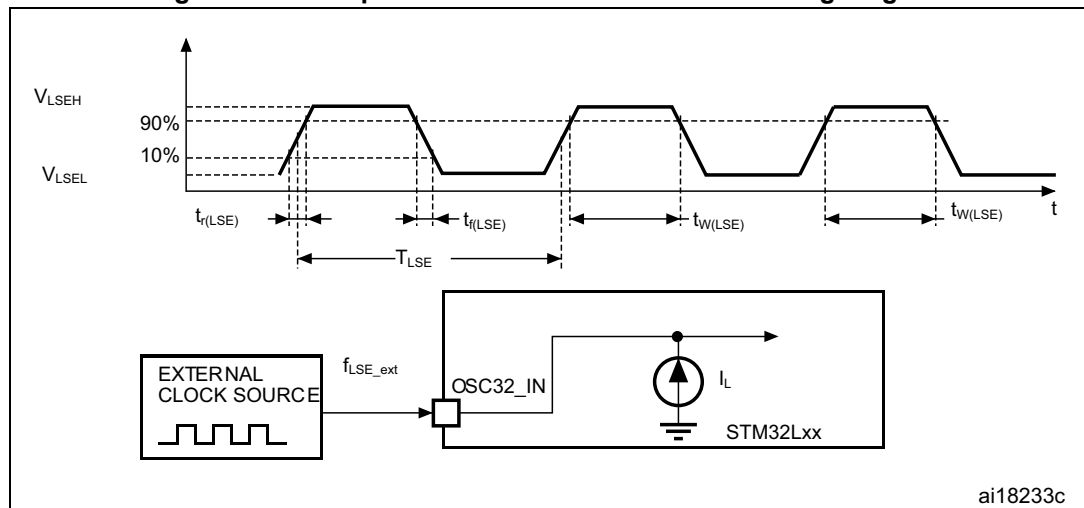 V_LSEH
90%
10%
V_LSEL
t_r(LSE)
t_f(LSE)
t_W(LSE)
t_W(LSE)
t
T_LSE
EXTERNAL
CLOCK SOURCE
f_LSE_ext
OSC32_IN
I_L
STM32Lxx
ai18233c